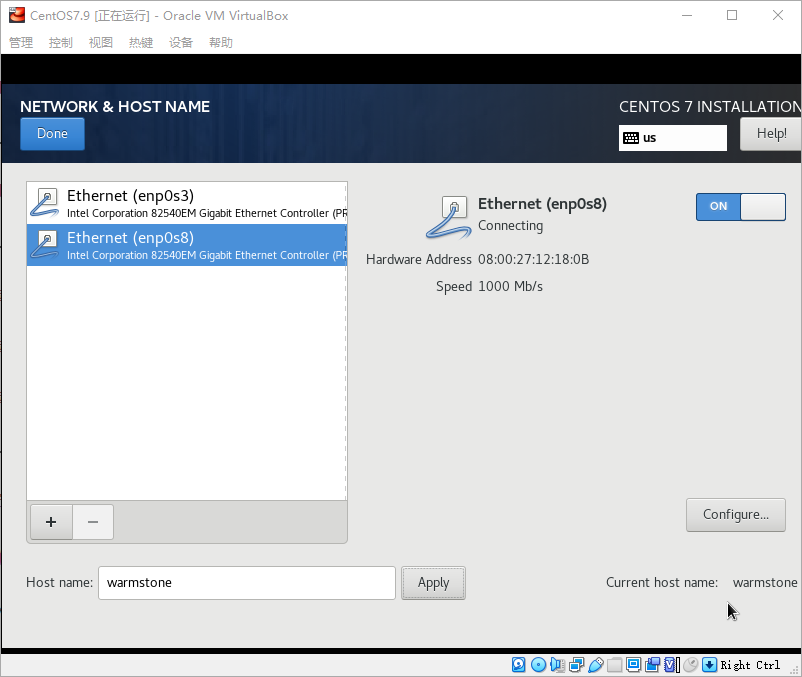 CentOS7.9 [正在运行] - Oracle VM VirtualBox
管理 控制 视图 热键 设备 帮助
NETWORK & HOST NAME
CENTOS 7 INSTALLATION
Done
us
Help!
Ethernet (enp0s3)
Intel Corporation 82540EM Gigabit Ethernet Controller (PR
Ethernet (enp0s8)
Intel Corporation 82540EM Gigabit Ethernet Controller (PR
Ethernet (enp0s8)
Connecting
ON
Hardware Address 08:00:27:12:18:0B
Speed 1000 Mb/s
+ −
Configure...
Host name: warmstone Apply
Current host name: warmstone
Right Ctrl